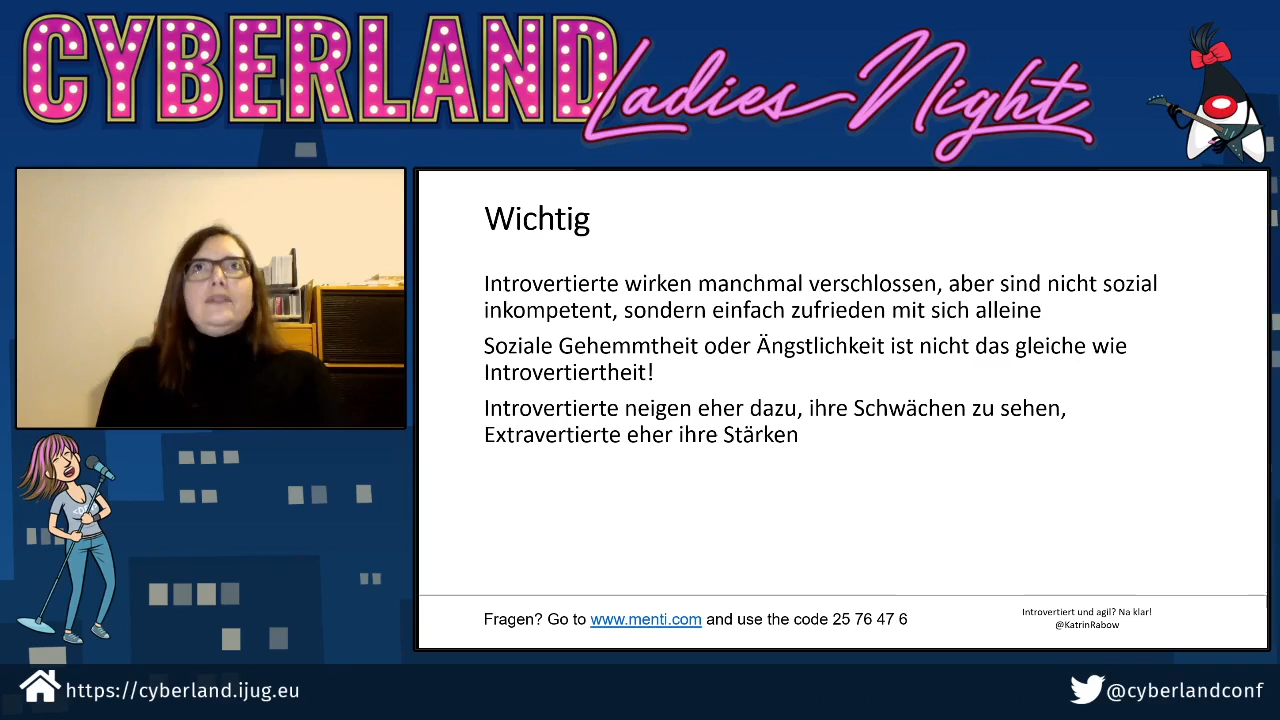 CYBERLAND Ladies Night
Wichtig
Introvertierte wirken manchmal verschlossen, aber sind nicht sozial
inkompetent, sondern einfach zufrieden mit sich alleine
Soziale Gehemmtheit oder Ängstlichkeit ist nicht das gleiche wie
Introvertiertheit!
Introvertierte neigen eher dazu, ihre Schwächen zu sehen,
Extravertierte eher ihre Stärken
Fragen? Go to www.menti.com and use the code 25 76 47 6
Introvertiert und agil? Na klar!
@KatrinRabow
https://cyberland.ijug.eu
@cyberlandconf